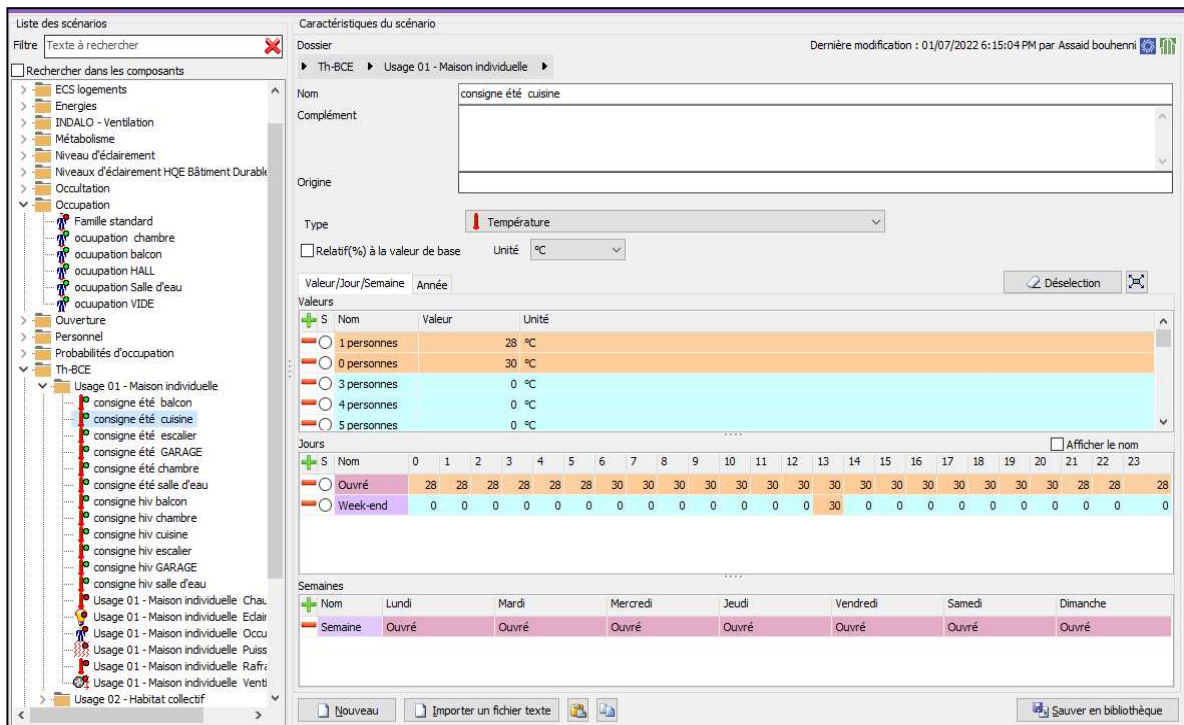 Liste des scénarios
Filtre Texte à rechercher
Rechercher dans les composants
ECS logements
Energies
INDALO - Ventilation
Métabolisme
Niveau d'éclairement
Niveaux d'éclairement HQE Bâtiment Durable
Occultation
Occupation
Famille standard
ocuupation chambre
ocuupation balcon
ocuupation HALL
ocuupation Salle d'eau
ocuupation VIDE
Ouverture
Personnel
Probabilités d'occupation
Th-BCE
Usage 01 - Maison individuelle
consigne été balcon
consigne été cuisine
consigne été escalier
consigne été GARAGE
consigne été chambre
consigne été salle d'eau
consigne hiv balcon
consigne hiv chambre
consigne hiv cuisine
consigne hiv escalier
consigne hiv GARAGE
consigne hiv salle d'eau
Usage 01 - Maison individuelle Chau
Usage 01 - Maison individuelle Eclair
Usage 01 - Maison individuelle Occu
Usage 01 - Maison individuelle Puiss
Usage 01 - Maison individuelle Rafra
Usage 01 - Maison individuelle Venti
Usage 02 - Habitat collectif
Caractéristiques du scénario
Dossier
Dernière modification : 01/07/2022 6:15:04 PM par Assaid bouhenni
Th-BCE Usage 01 - Maison individuelle
Nom consigne été cuisine
Complément
Origine
Type Température
Relatif(%) à la valeur de base Unité °C
Valeur/Jour/Semaine Année Déselection
Valeurs
S Nom Valeur Unité
1 personnes 28 °C
0 personnes 30 °C
3 personnes 0 °C
4 personnes 0 °C
5 personnes 0 °C
Jours Afficher le nom
S Nom 0 1 2 3 4 5 6 7 8 9 10 11 12 13 14 15 16 17 18 19 20 21 22 23
Ouvré 28 28 28 28 28 28 30 30 30 30 30 30 30 30 30 30 30 30 30 30 30 28 28 28
Week-end 0 0 0 0 0 0 0 0 0 0 0 0 0 30 0 0 0 0 0 0 0 0 0 0
Semaines
Nom Lundi Mardi Mercredi Jeudi Vendredi Samedi Dimanche
Semaine Ouvré Ouvré Ouvré Ouvré Ouvré Ouvré Ouvré
Nouveau Importer un fichier texte Sauver en bibliothèque